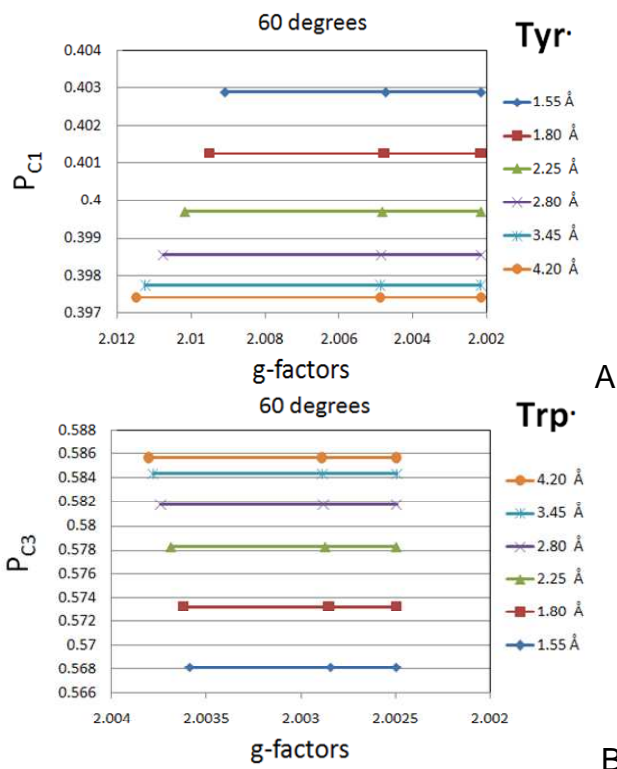 60 degrees
Tyr·
0.404
0.403
0.402
0.401
0.4
0.399
0.398
0.397
P_C1
2.012
2.01
2.008
2.006
2.004
2.002
g-factors
1.55 Å
1.80 Å
2.25 Å
2.80 Å
3.45 Å
4.20 Å
A
60 degrees
Trp·
0.588
0.586
0.584
0.582
0.58
0.578
0.576
0.574
0.572
0.57
0.568
0.566
P_C3
2.004
2.0035
2.003
2.0025
2.002
g-factors
4.20 Å
3.45 Å
2.80 Å
2.25 Å
1.80 Å
1.55 Å
B